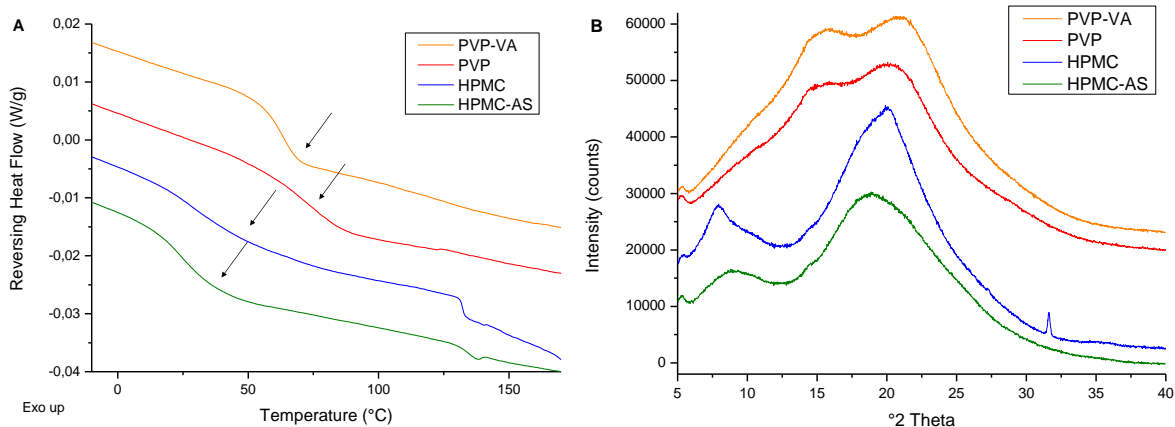 A
PVP-VA
PVP
HPMC
HPMC-AS
0,02
0,01
0,00
-0,01
-0,02
-0,03
-0,04
Reversing Heat Flow (W/g)
0
50
100
150
Exo up
Temperature (°C)
B
PVP-VA
PVP
HPMC
HPMC-AS
60000
50000
40000
30000
20000
10000
0
Intensity (counts)
5
10
15
20
25
30
35
40
°2 Theta